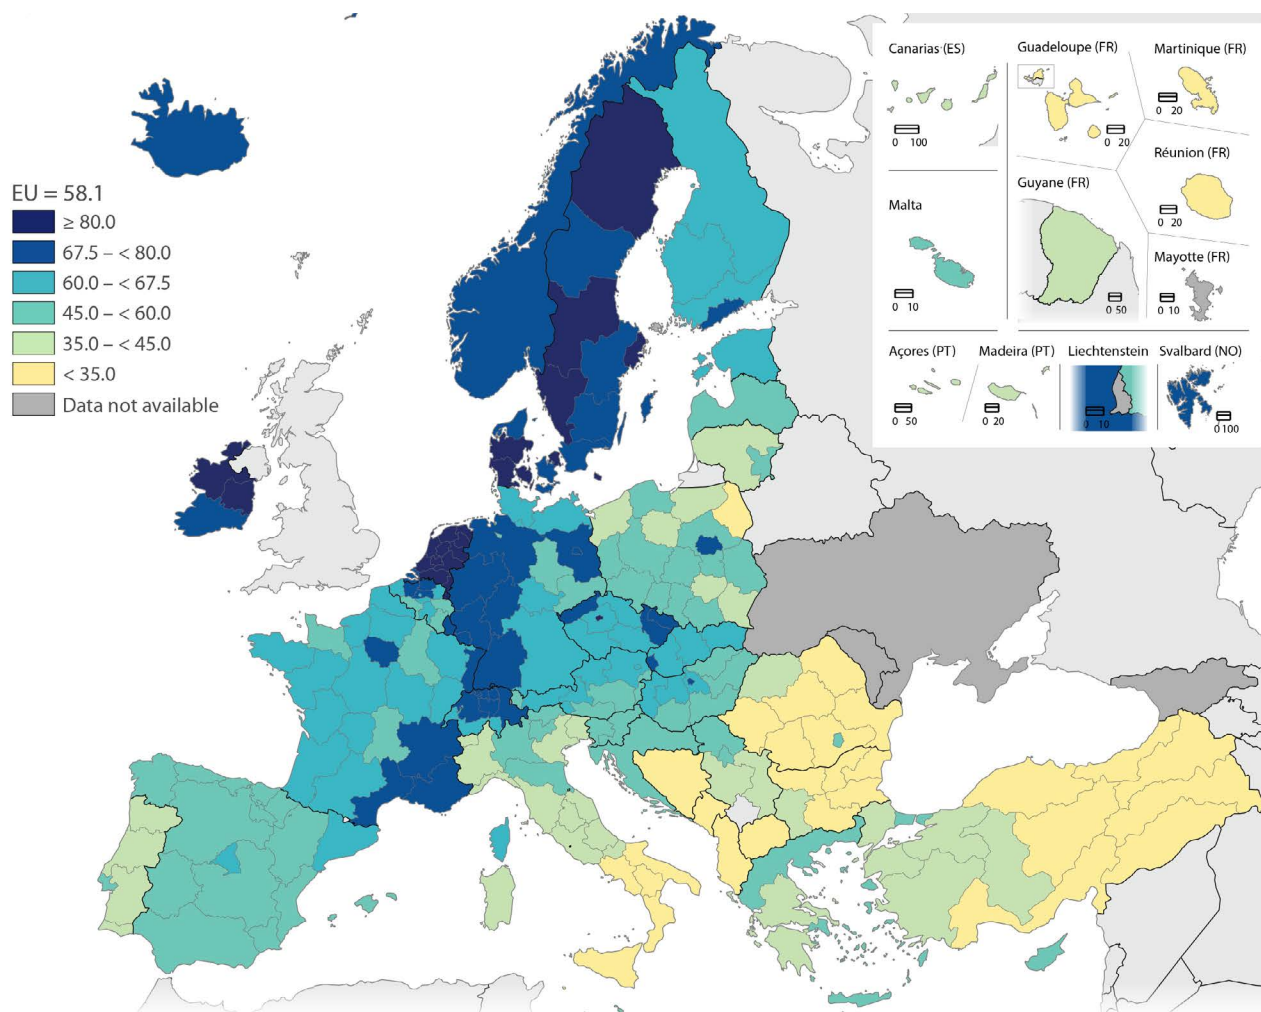 EU = 58.1
≥ 80.0
67.5 – < 80.0
60.0 – < 67.5
45.0 – < 60.0
35.0 – < 45.0
< 35.0
Data not available
Canarias (ES)
0 100
Guadeloupe (FR)
0 20
Martinique (FR)
0 20
Réunion (FR)
0 20
Malta
0 10
Guyane (FR)
0 50
Mayotte (FR)
0 10
Açores (PT)
0 50
Madeira (PT)
0 20
Liechtenstein
0 10
Svalbard (NO)
0 100